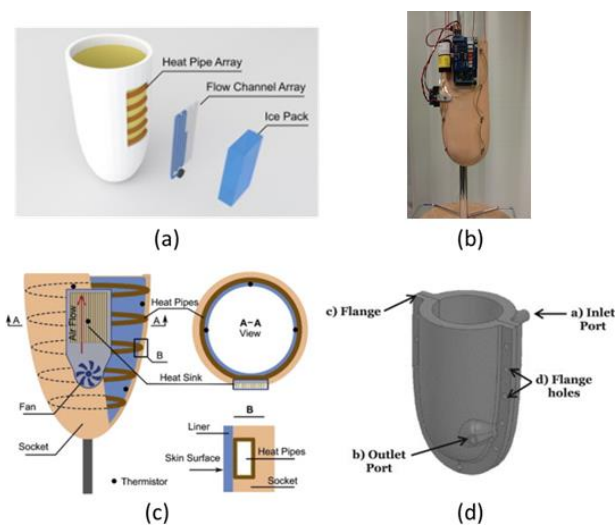 Heat Pipe Array
Flow Channel Array
Ice Pack
(a)
(b)
Air Flow
A
A
Heat Pipes
A-A
View
B
Heat Sink
Fan
Socket
Thermistor
B
Liner
Skin Surface
Heat Pipes
Socket
(c)
c) Flange
a) Inlet
Port
d) Flange
holes
b) Outlet
Port
(d)